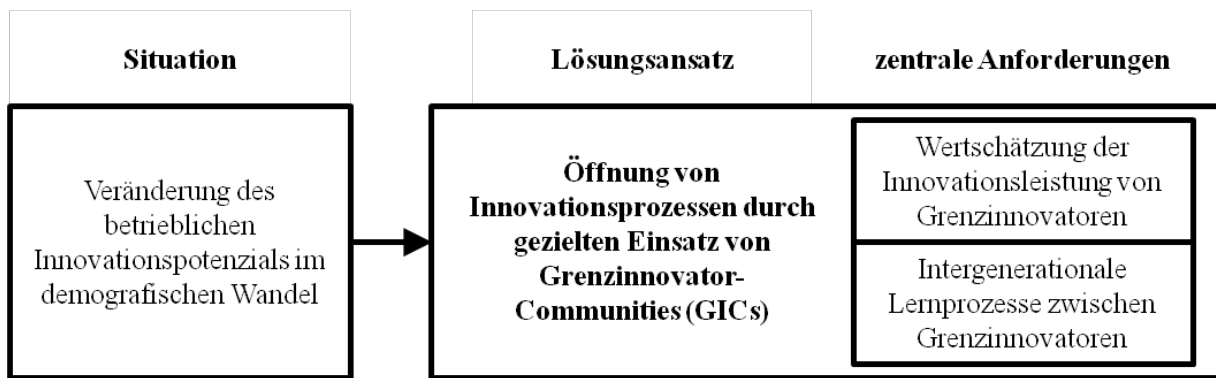 Situation
Lösungsansatz
zentrale Anforderungen
Veränderung des
betrieblichen
Innovationspotenzials im
demografischen Wandel
Öffnung von
Innovationsprozessen durch
gezielten Einsatz von
Grenzinnovator-
Communities (GICs)
Wertschätzung der
Innovationsleistung von
Grenzinnovatoren
Intergenerationale
Lernprozesse zwischen
Grenzinnovatoren